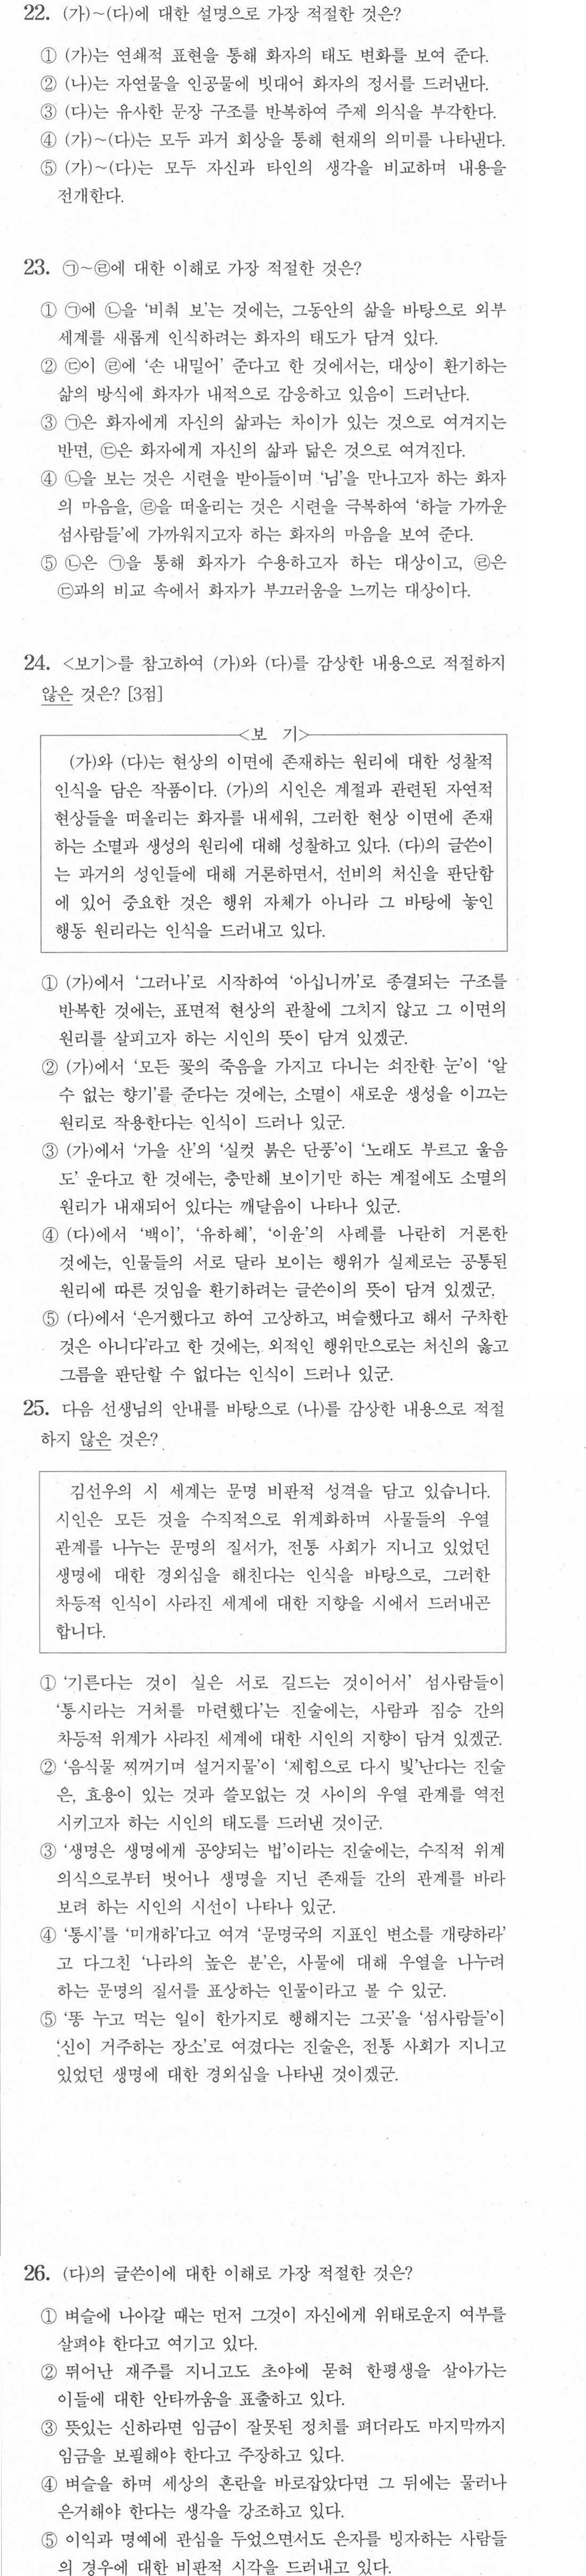 22. (가)~(다)에 대한 설명으로 가장 적절한 것은?
① (가)는 연쇄적 표현을 통해 화자의 태도 변화를 보여 준다.
② (나)는 자연물을 인공물에 빗대어 화자의 정서를 드러낸다.
③ (다)는 유사한 문장 구조를 반복하여 주제 의식을 부각한다.
④ (가)~(다)는 모두 과거 회상을 통해 현재의 의미를 나타낸다.
⑤ (가)~(다)는 모두 자신과 타인의 생각을 비교하며 내용을
전개한다.
23. ㉠~㉣에 대한 이해로 가장 적절한 것은?
① ㉠에 ㉡을 ‘비춰 보’는 것에는, 그동안의 삶을 바탕으로 외부
세계를 새롭게 인식하려는 화자의 태도가 담겨 있다.
② ㉢이 ㉣에 ‘손 내밀어’ 준다고 한 것에서는, 대상이 환기하는
삶의 방식에 화자가 내적으로 감응하고 있음이 드러난다.
③ ㉠은 화자에게 자신의 삶과는 차이가 있는 것으로 여겨지는
반면, ㉢은 화자에게 자신의 삶과 닮은 것으로 여겨진다.
④ ㉡을 보는 것은 시련을 받아들이며 ‘님’을 만나고자 하는 화자
의 마음을, ㉣을 떠올리는 것은 시련을 극복하여 ‘하늘 가까운
섬사람들’에 가까워지고자 하는 화자의 마음을 보여 준다.
⑤ ㉡은 ㉠을 통해 화자가 수용하고자 하는 대상이고, ㉣은
㉢과의 비교 속에서 화자가 부끄러움을 느끼는 대상이다.
24. <보기>를 참고하여 (가)와 (다)를 감상한 내용으로 적절하지
않은 것은? [3점]
<보 기>
(가)와 (다)는 현상의 이면에 존재하는 원리에 대한 성찰적
인식을 담은 작품이다. (가)의 시인은 계절과 관련된 자연적
현상들을 떠올리는 화자를 내세워, 그러한 현상 이면에 존재
하는 소멸과 생성의 원리에 대해 성찰하고 있다. (다)의 글쓴이
는 과거의 성인들에 대해 거론하면서, 선비의 처신을 판단함
에 있어 중요한 것은 행위 자체가 아니라 그 바탕에 놓인
행동 원리라는 인식을 드러내고 있다.
① (가)에서 ‘그러나’로 시작하여 ‘아십니까’로 종결되는 구조를
반복한 것에는, 표면적 현상의 관찰에 그치지 않고 그 이면의
원리를 살피고자 하는 시인의 뜻이 담겨 있겠군.
② (가)에서 ‘모든 꽃의 죽음을 가지고 다니는 쇠잔한 눈’이 ‘알
수 없는 향기’를 준다는 것에는, 소멸이 새로운 생성을 이끄는
원리로 작용한다는 인식이 드러나 있군.
③ (가)에서 ‘가을 산’의 ‘실컷 붉은 단풍’이 ‘노래도 부르고 울음
도’ 운다고 한 것에는, 충만해 보이기만 하는 계절에도 소멸의
원리가 내재되어 있다는 깨달음이 나타나 있군.
④ (다)에서 ‘백이’, ‘유하혜’, ‘이윤’의 사례를 나란히 거론한
것에는, 인물들의 서로 달라 보이는 행위가 실제로는 공통된
원리에 따른 것임을 환기하려는 글쓴이의 뜻이 담겨 있겠군.
⑤ (다)에서 ‘은거했다고 하여 고상하고, 벼슬했다고 해서 구차한
것은 아니다’라고 한 것에는, 외적인 행위만으로는 처신의 옳고
그름을 판단할 수 없다는 인식이 드러나 있군.
25. 다음 선생님의 안내를 바탕으로 (나)를 감상한 내용으로 적절
하지 않은 것은?
김선우의 시 세계는 문명 비판적 성격을 담고 있습니다.
시인은 모든 것을 수직적으로 위계화하며 사물들의 우열
관계를 나누는 문명의 질서가, 전통 사회가 지니고 있었던
생명에 대한 경외심을 해친다는 인식을 바탕으로, 그러한
차등적 인식이 사라진 세계에 대한 지향을 시에서 드러내곤
합니다.
① ‘기른다는 것이 실은 서로 길드는 것이어서’ 섬사람들이
‘통시라는 거처를 마련했다’는 진술에는, 사람과 짐승 간의
차등적 위계가 사라진 세계에 대한 시인의 지향이 담겨 있겠군.
② ‘음식물 찌꺼기며 설거지물’이 ‘제힘으로 다시 빛’난다는 진술
은, 효용이 있는 것과 쓸모없는 것 사이의 우열 관계를 역전
시키고자 하는 시인의 태도를 드러낸 것이군.
③ ‘생명은 생명에게 공양되는 법’이라는 진술에는, 수직적 위계
의식으로부터 벗어나 생명을 지닌 존재들 간의 관계를 바라
보려 하는 시인의 시선이 나타나 있군.
④ ‘통시’를 ‘미개하’다고 여겨 ‘문명국의 지표인 변소를 개량하라’
고 다그친 ‘나라의 높은 분’은, 사물에 대해 우열을 나누려
하는 문명의 질서를 표상하는 인물이라고 볼 수 있군.
⑤ ‘똥 누고 먹는 일이 한가지로 행해지는 그곳’을 ‘섬사람들’이
‘신이 거주하는 장소’로 여겼다는 진술은, 전통 사회가 지니고
있었던 생명에 대한 경외심을 나타낸 것이겠군.
26. (다)의 글쓴이에 대한 이해로 가장 적절한 것은?
① 벼슬에 나아갈 때는 먼저 그것이 자신에게 위태로운지 여부를
살펴야 한다고 여기고 있다.
② 뛰어난 재주를 지니고도 초야에 묻혀 한평생을 살아가는
이들에 대한 안타까움을 표출하고 있다.
③ 뜻있는 신하라면 임금이 잘못된 정치를 펴더라도 마지막까지
임금을 보필해야 한다고 주장하고 있다.
④ 벼슬을 하며 세상의 혼란을 바로잡았다면 그 뒤에는 물러나
은거해야 한다는 생각을 강조하고 있다.
⑤ 이익과 명예에 관심을 두었으면서도 은자를 빙자하는 사람들
의 경우에 대한 비판적 시각을 드러내고 있다.